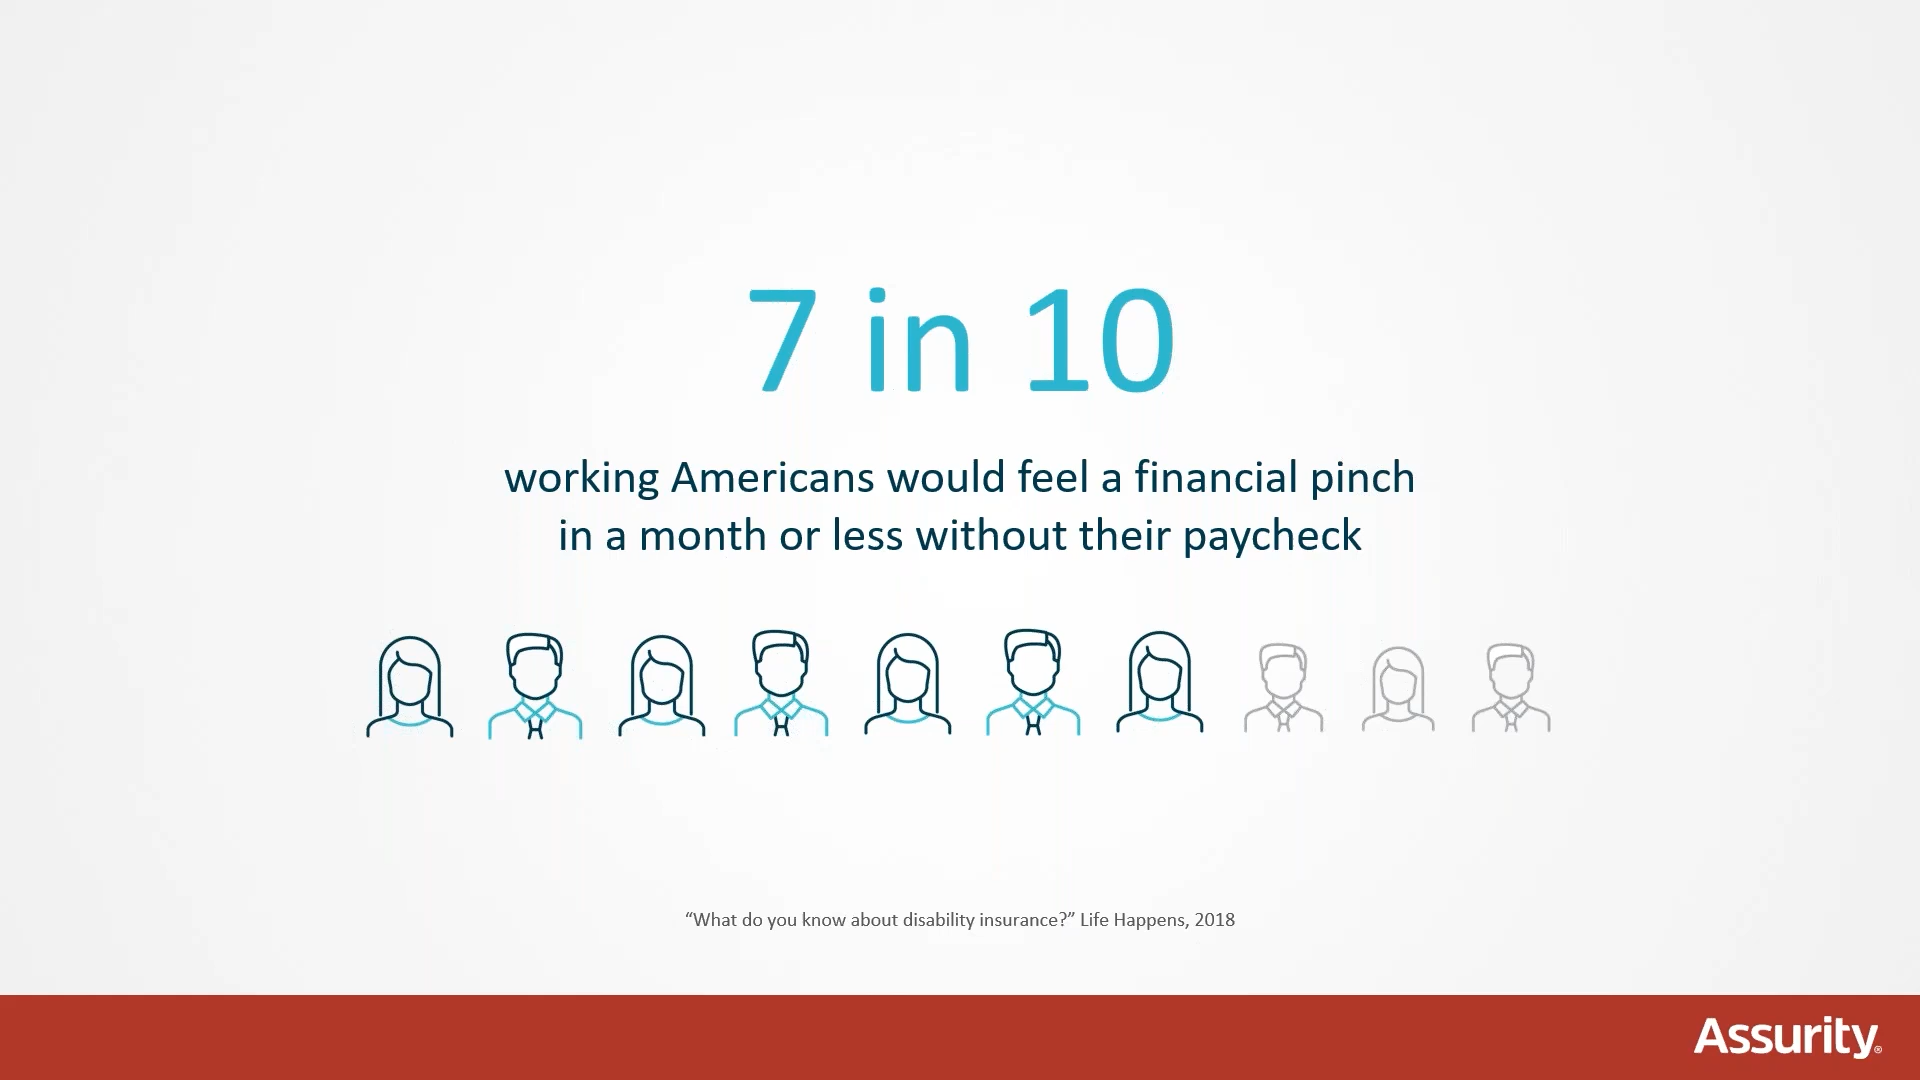 7 in 10
working Americans would feel a financial pinch
in a month or less without their paycheck
“What do you know about disability insurance?” Life Happens, 2018
Assurity®